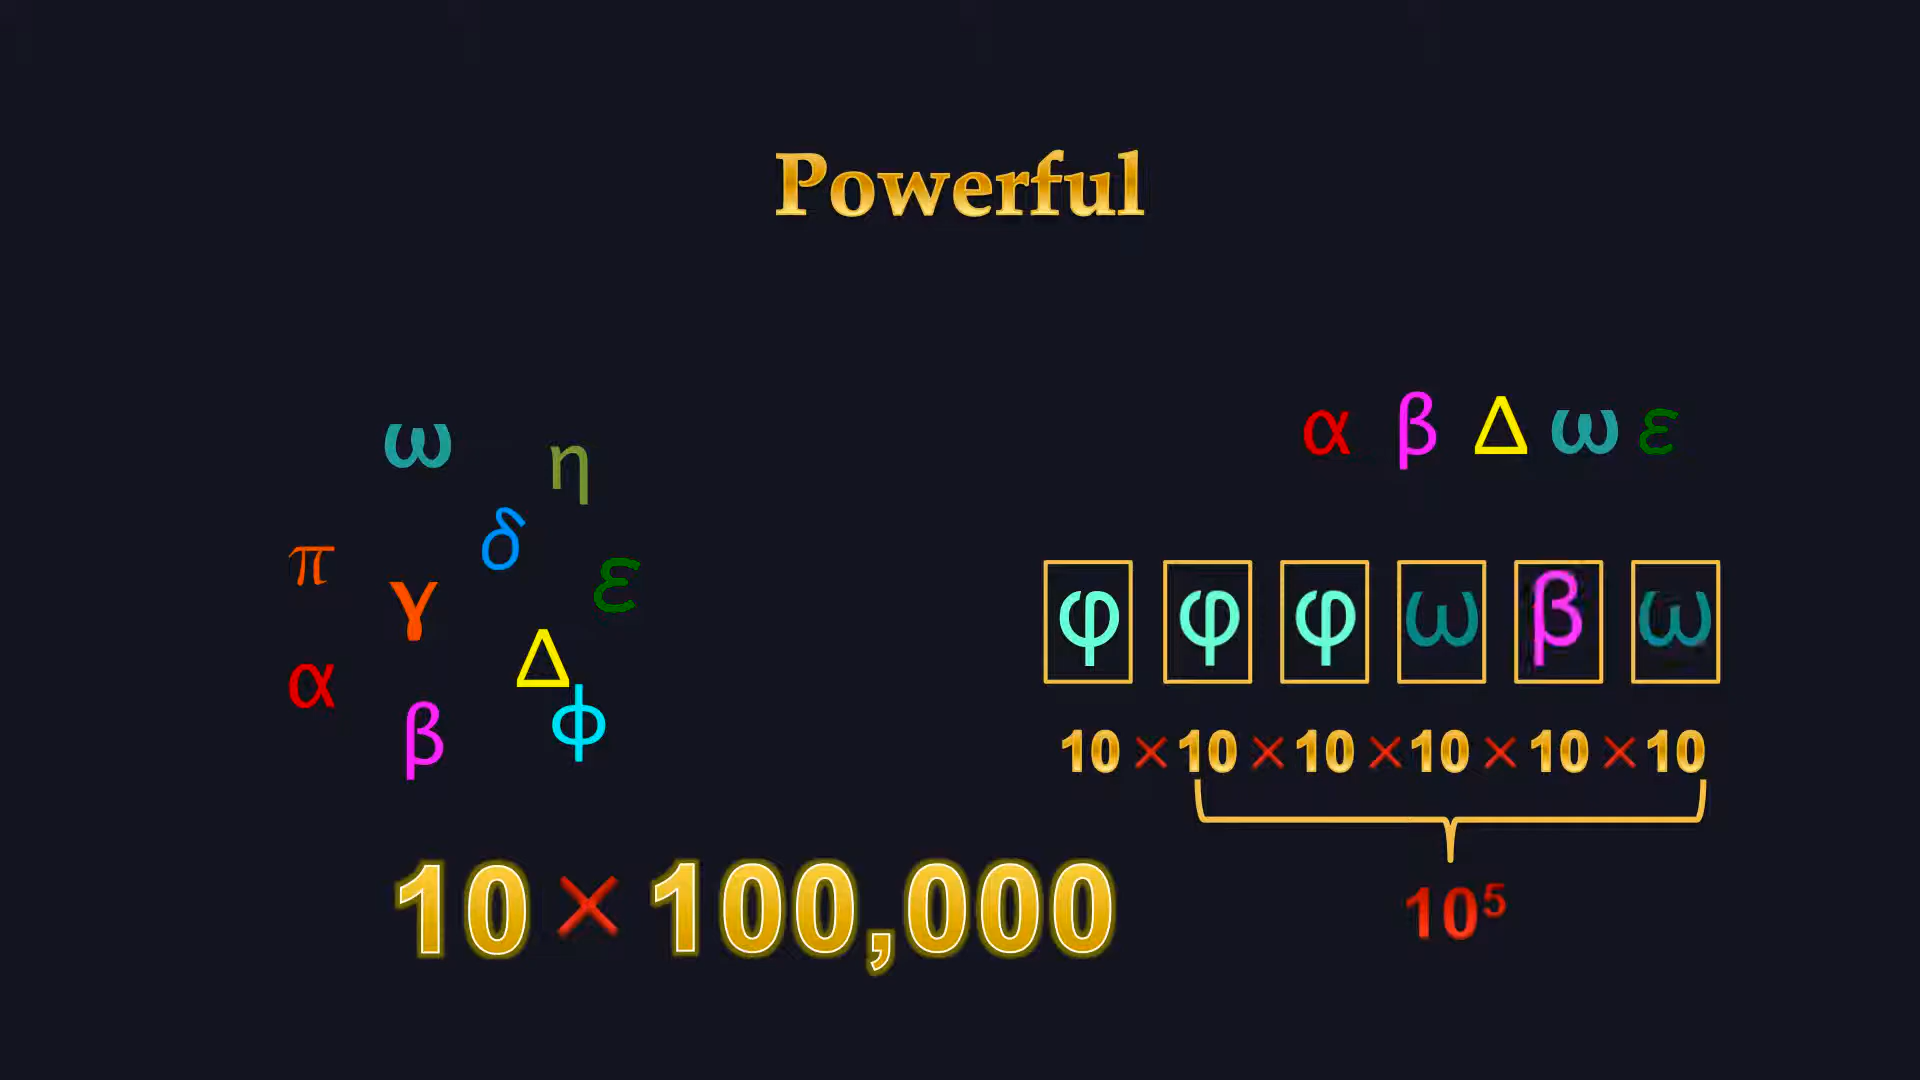 Powerful
ω η
δ
π γ ε
α Δ
β ϕ
α β Δ ω ε
φ φ φ ω β ω
10 × 10 × 10 × 10 × 10 × 10
10⁵
10 × 100,000